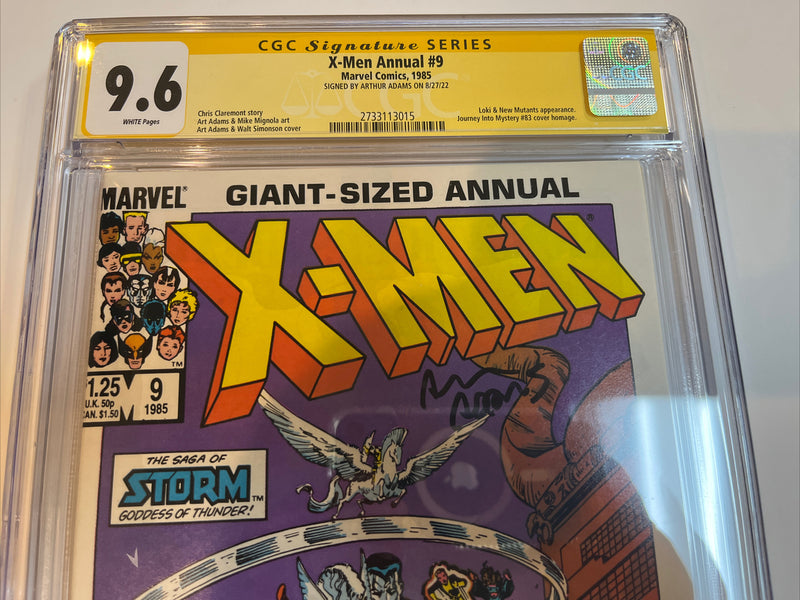 CGC Signature SERIES
X-Men Annual #9
Marvel Comics, 1985
SIGNED BY ARTHUR ADAMS ON 8/27/22
9.6
WHITE Pages
Chris Claremont story
Art Adams & Mike Mignola art
Art Adams & Walt Simonson cover
2733113015
Loki & New Mutants appearance.
Journey Into Mystery #83 cover homage.
CGC
MARVEL®
GIANT-SIZED ANNUAL
X-MEN®
TM
1.25
U.K. 50p
CAN. $1.50
9
1985
THE SAGA OF
STORM TM
GODDESS OF THUNDER!